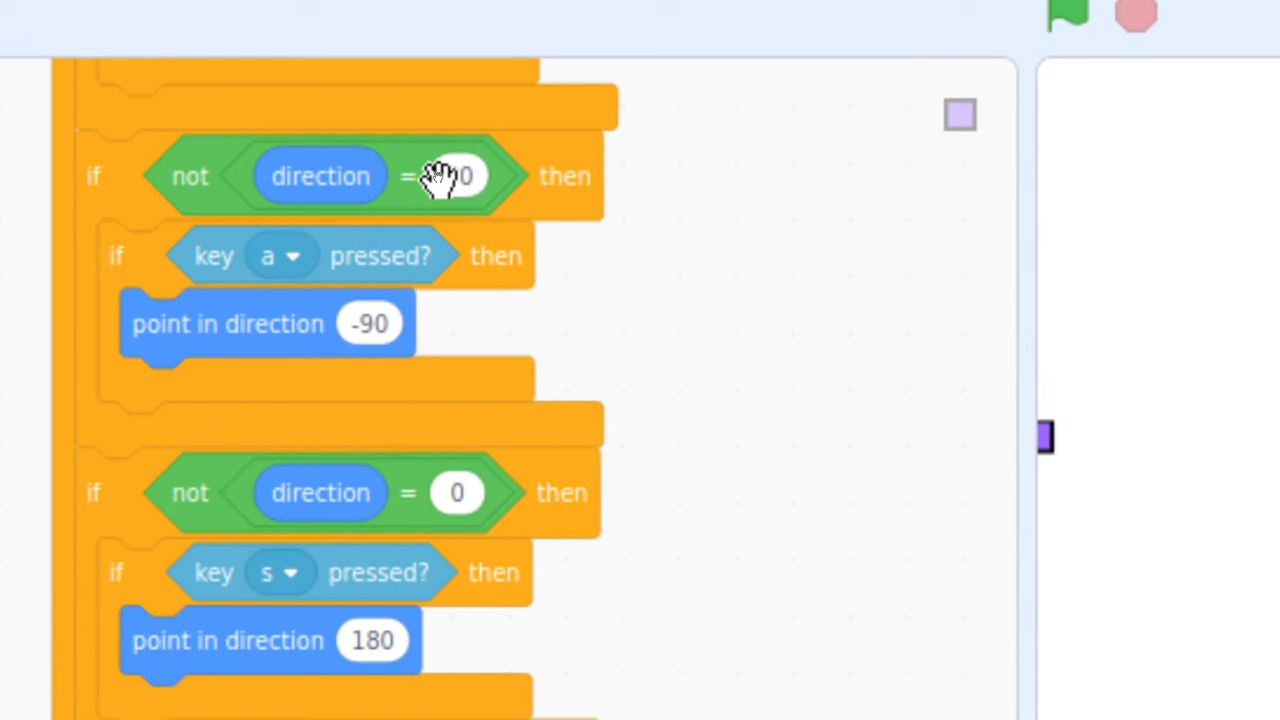 if not direction = 0 then
if key a pressed? then
point in direction -90
if not direction = 0 then
if key s pressed? then
point in direction 180